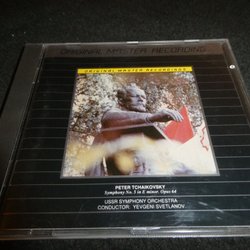 ORIGINAL MASTER RECORDING
ORIGINAL MASTER RECORDINGS
PETER TCHAIKOVSKY
Symphony No. 5 in E minor, Opus 64
USSR SYMPHONY ORCHESTRA
CONDUCTOR: YEVGENI SVETLANOV